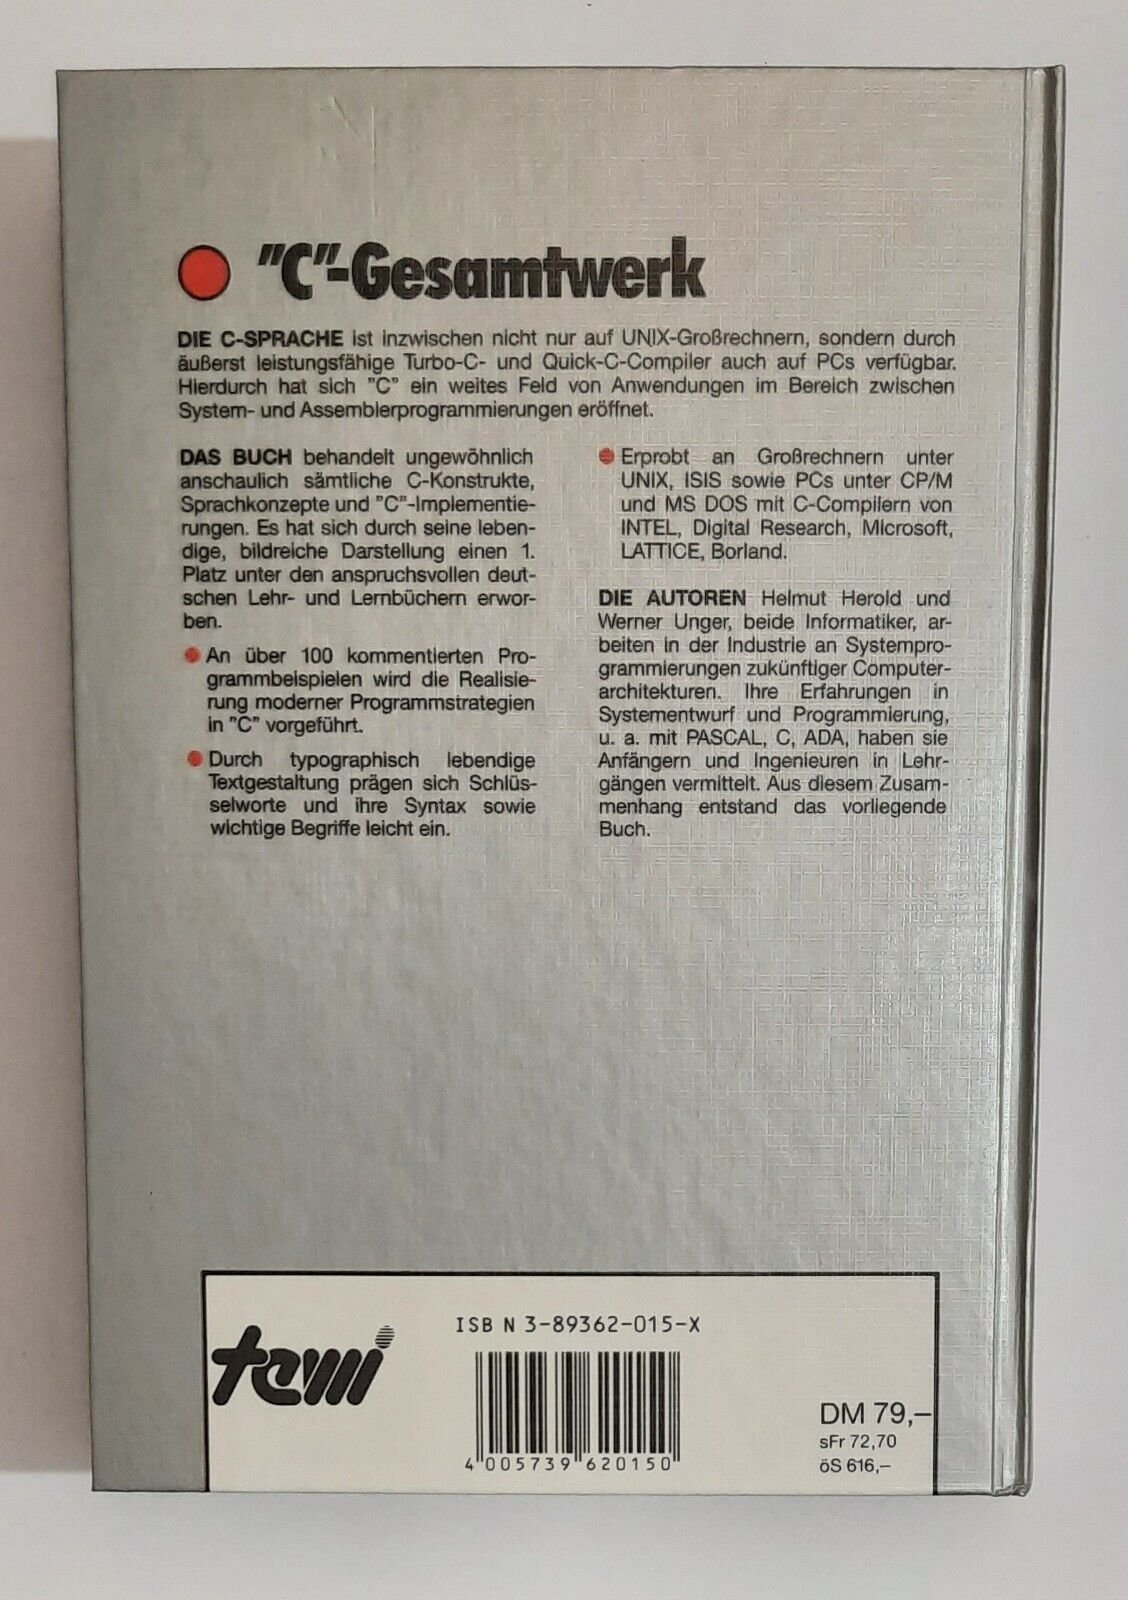 "C"-Gesamtwerk
DIE C-SPRACHE ist inzwischen nicht nur auf UNIX-Großrechnern, sondern durch
äußerst leistungsfähige Turbo-C- und Quick-C-Compiler auch auf PCs verfügbar.
Hierdurch hat sich "C" ein weites Feld von Anwendungen im Bereich zwischen
System- und Assemblerprogrammierungen eröffnet.
DAS BUCH behandelt ungewöhnlich
anschaulich sämtliche C-Konstrukte,
Sprachkonzepte und "C"-Implementie-
rungen. Es hat sich durch seine leben-
dige, bildreiche Darstellung einen 1.
Platz unter den anspruchsvollen deut-
schen Lehr- und Lernbüchern erwor-
ben.
An über 100 kommentierten Pro-
grammbeispielen wird die Realisie-
rung moderner Programmstrategien
in "C" vorgeführt.
Durch typographisch lebendige
Textgestaltung prägen sich Schlüs-
selworte und ihre Syntax sowie
wichtige Begriffe leicht ein.
Erprobt an Großrechnern unter
UNIX, ISIS sowie PCs unter CP/M
und MS DOS mit C-Compilern von
INTEL, Digital Research, Microsoft,
LATTICE, Borland.
DIE AUTOREN Helmut Herold und
Werner Unger, beide Informatiker, ar-
beiten in der Industrie an Systempro-
grammierungen zukünftiger Computer-
architekturen. Ihre Erfahrungen in
Systementwurf und Programmierung,
u. a. mit PASCAL, C, ADA, haben sie
Anfängern und Ingenieuren in Lehr-
gängen vermittelt. Aus diesem Zusam-
menhang entstand das vorliegende
Buch.
tewi
ISBN 3-89362-015-X
4 005739 620150
DM 79,–
sFr 72,70
öS 616,–